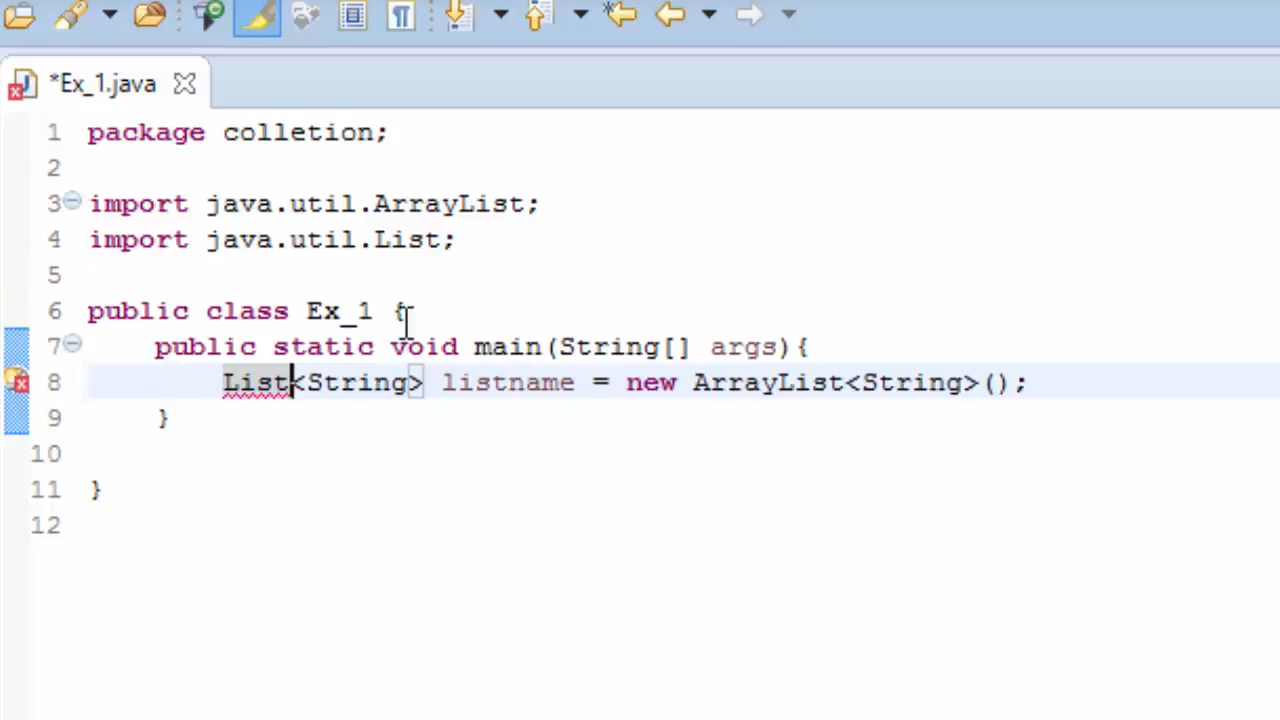 *Ex_1.java
1 package colletion;
2
3 import java.util.ArrayList;
4 import java.util.List;
5
6 public class Ex_1 {
7     public static void main(String[] args){
8         List<String> listname = new ArrayList<String>();
9     }
10
11 }
12